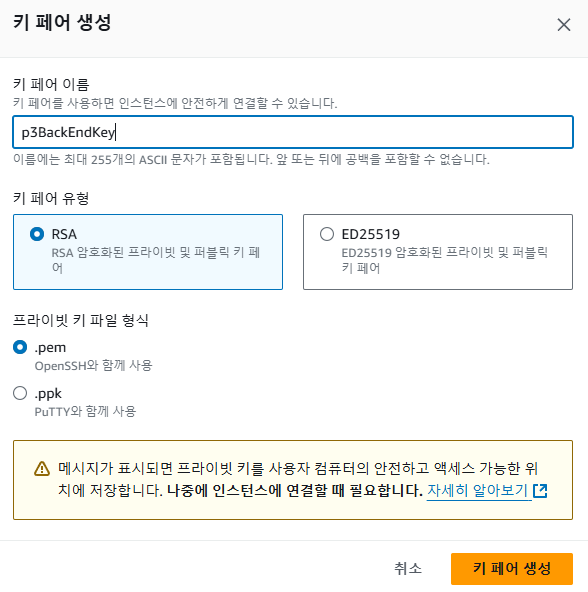 키 페어 생성
키 페어 이름
키 페어를 사용하면 인스턴스에 안전하게 연결할 수 있습니다.
p3BackEndKey
이름에는 최대 255개의 ASCII 문자가 포함됩니다. 앞 또는 뒤에 공백을 포함할 수 없습니다.
키 페어 유형
RSA
RSA 암호화된 프라이빗 및 퍼블릭 키 페
어
ED25519
ED25519 암호화된 프라이빗 및 퍼블릭
키 페어
프라이빗 키 파일 형식
.pem
OpenSSH와 함께 사용
.ppk
PuTTY와 함께 사용
메시지가 표시되면 프라이빗 키를 사용자 컴퓨터의 안전하고 액세스 가능한 위
치에 저장합니다. 나중에 인스턴스에 연결할 때 필요합니다. 자세히 알아보기
취소
키 페어 생성